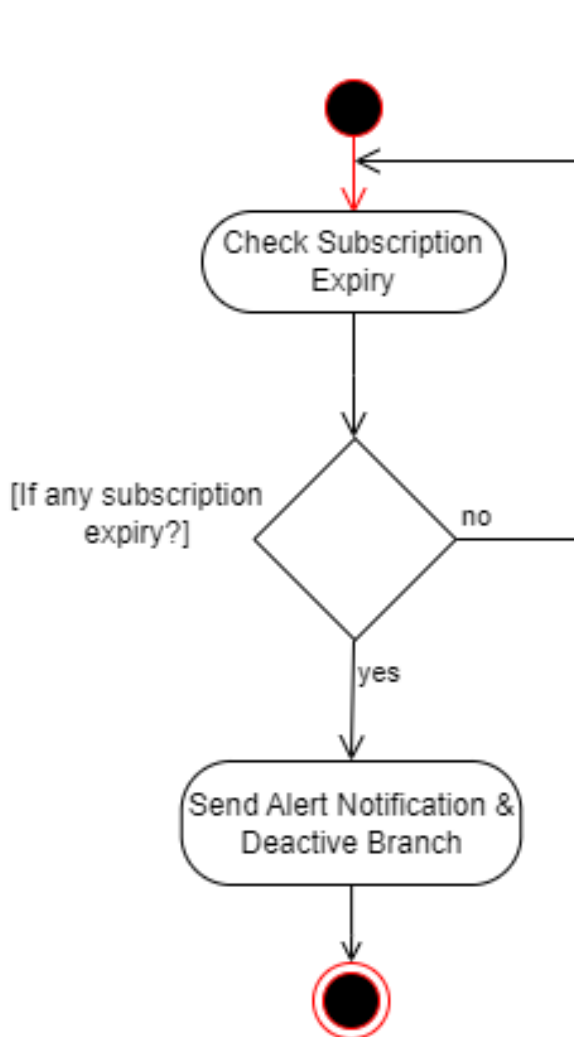 Check Subscription
Expiry
[If any subscription
expiry?]
no
yes
Send Alert Notification &
Deactive Branch